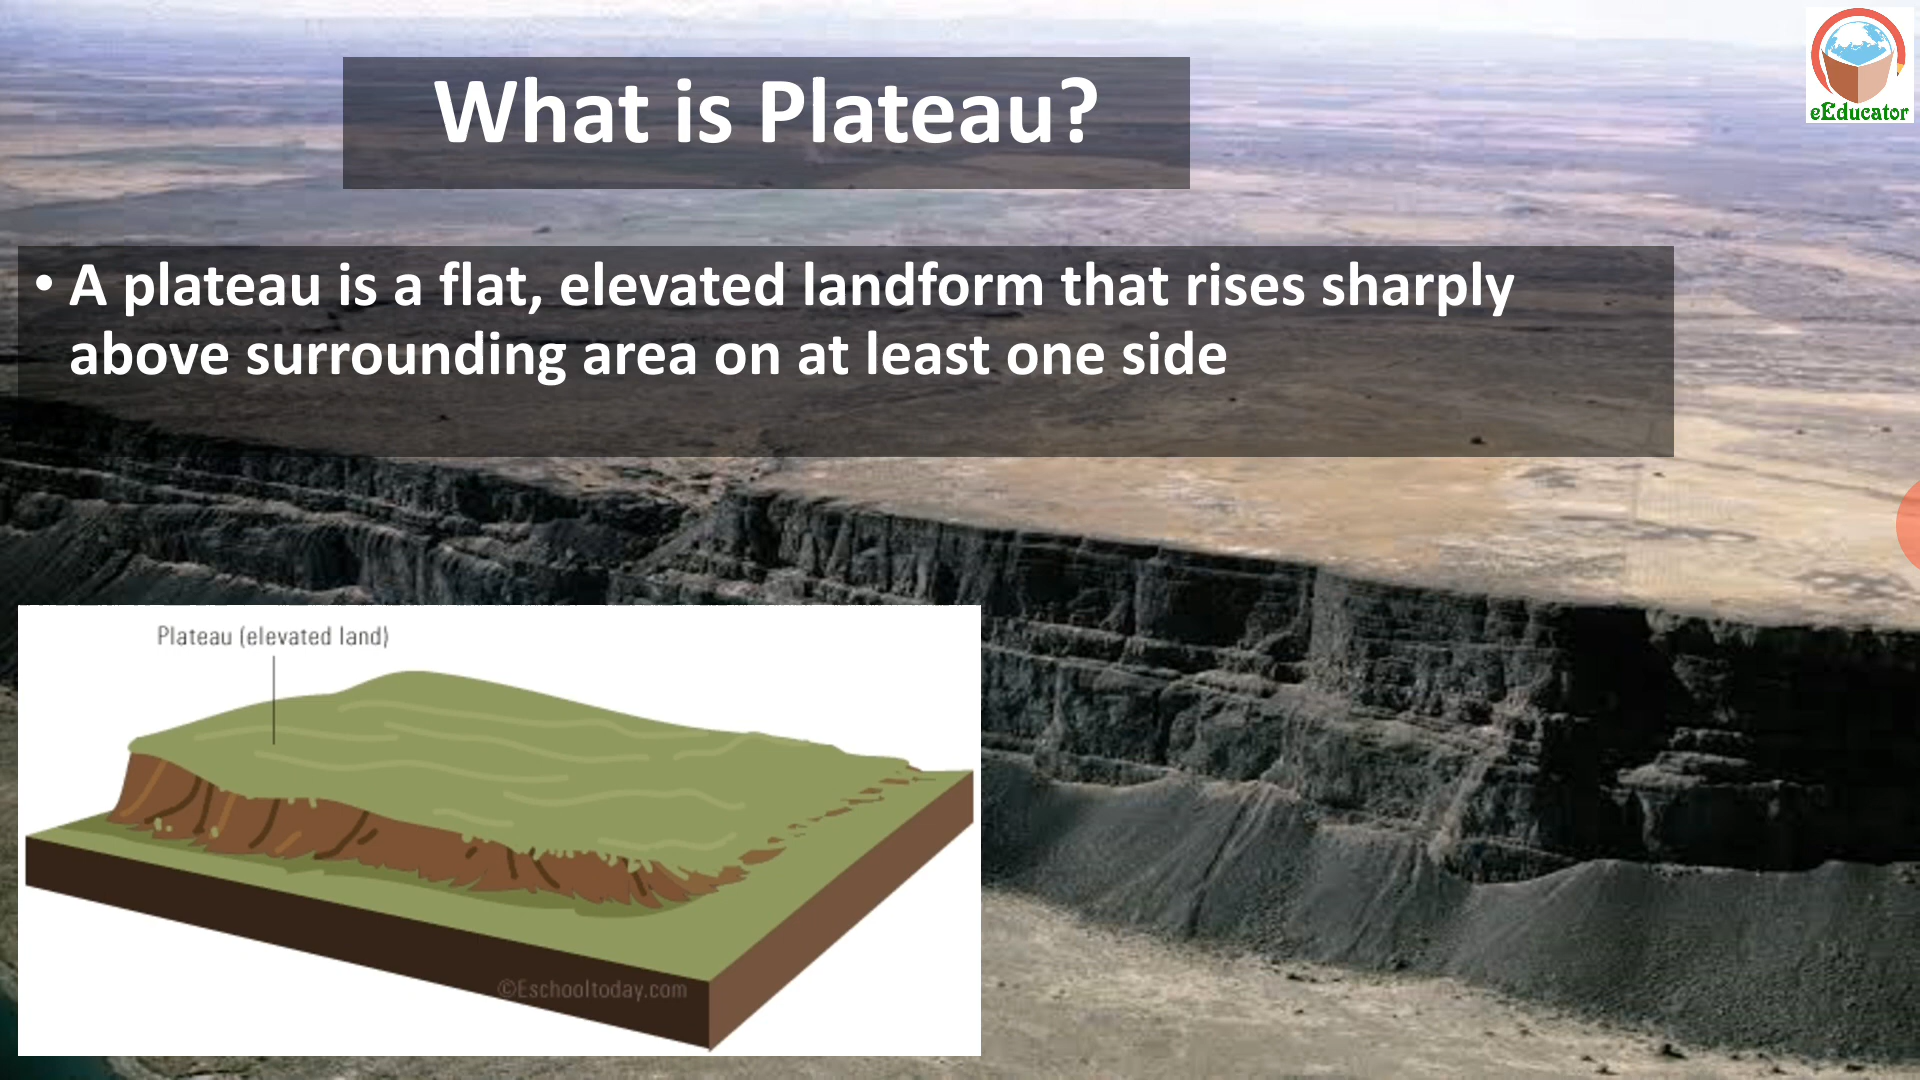 What is Plateau?
eEducator
• A plateau is a flat, elevated landform that rises sharply
above surrounding area on at least one side
Plateau (elevated land)
©Eschooltoday.com